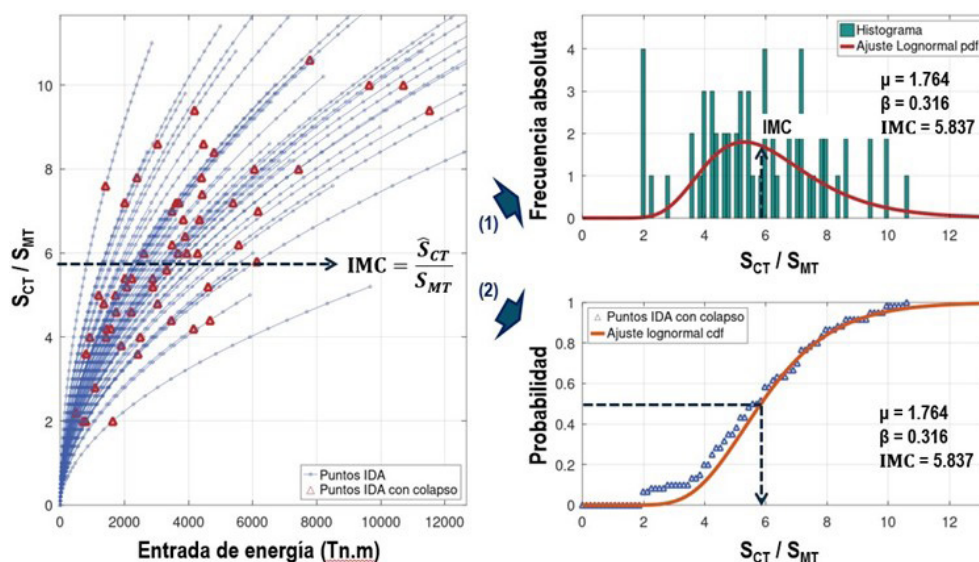 S_CT / S_MT
10
8
6
4
2
0
0 2000 4000 6000 8000 10000 12000
Entrada de energía (Tn.m)
Puntos IDA
Puntos IDA con colapso
IMC = Ŝ_CT / S_MT
(1)
(2)
Frecuencia absoluta
4
3
2
1
0
0 2 4 6 8 10 12
S_CT / S_MT
Histograma
Ajuste Lognormal pdf
μ = 1.764
β = 0.316
IMC = 5.837
IMC
Probabilidad
1
0.8
0.6
0.4
0.2
0
0 2 4 6 8 10 12
S_CT / S_MT
Puntos IDA con colapso
Ajuste lognormal cdf
μ = 1.764
β = 0.316
IMC = 5.837